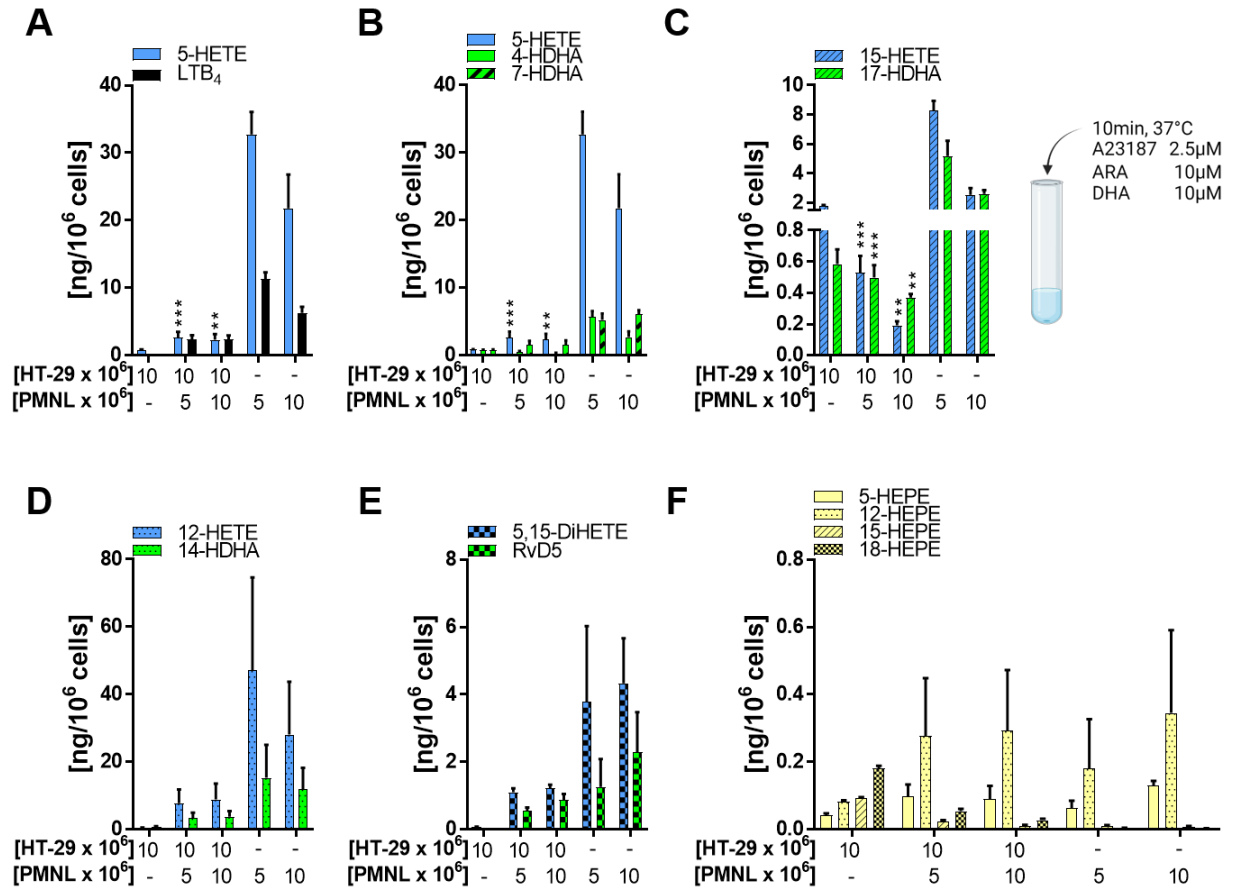 A
5-HETE
LTB4
[ng/10^6 cells]
40
30
20
10
0
***
**
[HT-29 x 10^6] 10 10 10 - -
[PMNL x 10^6] - 5 10 5 10
B
5-HETE
4-HDHA
7-HDHA
[ng/10^6 cells]
40
30
20
10
0
***
**
[HT-29 x 10^6] 10 10 10 - -
[PMNL x 10^6] - 5 10 5 10
C
15-HETE
17-HDHA
[ng/10^6 cells]
10
8
6
4
2
0.8
0.6
0.4
0.2
0.0
*** ***
** **
[HT-29 x 10^6] 10 10 10 - -
[PMNL x 10^6] - 5 10 5 10
10min, 37°C
A23187 2.5µM
ARA 10µM
DHA 10µM
D
12-HETE
14-HDHA
[ng/10^6 cells]
80
60
40
20
0
[HT-29 x 10^6] 10 10 10 - -
[PMNL x 10^6] - 5 10 5 10
E
5,15-DiHETE
RvD5
[ng/10^6 cells]
8
6
4
2
0
[HT-29 x 10^6] 10 10 10 - -
[PMNL x 10^6] - 5 10 5 10
F
5-HEPE
12-HEPE
15-HEPE
18-HEPE
[ng/10^6 cells]
0.8
0.6
0.4
0.2
0.0
[HT-29 x 10^6] 10 10 10 - -
[PMNL x 10^6] - 5 10 5 10